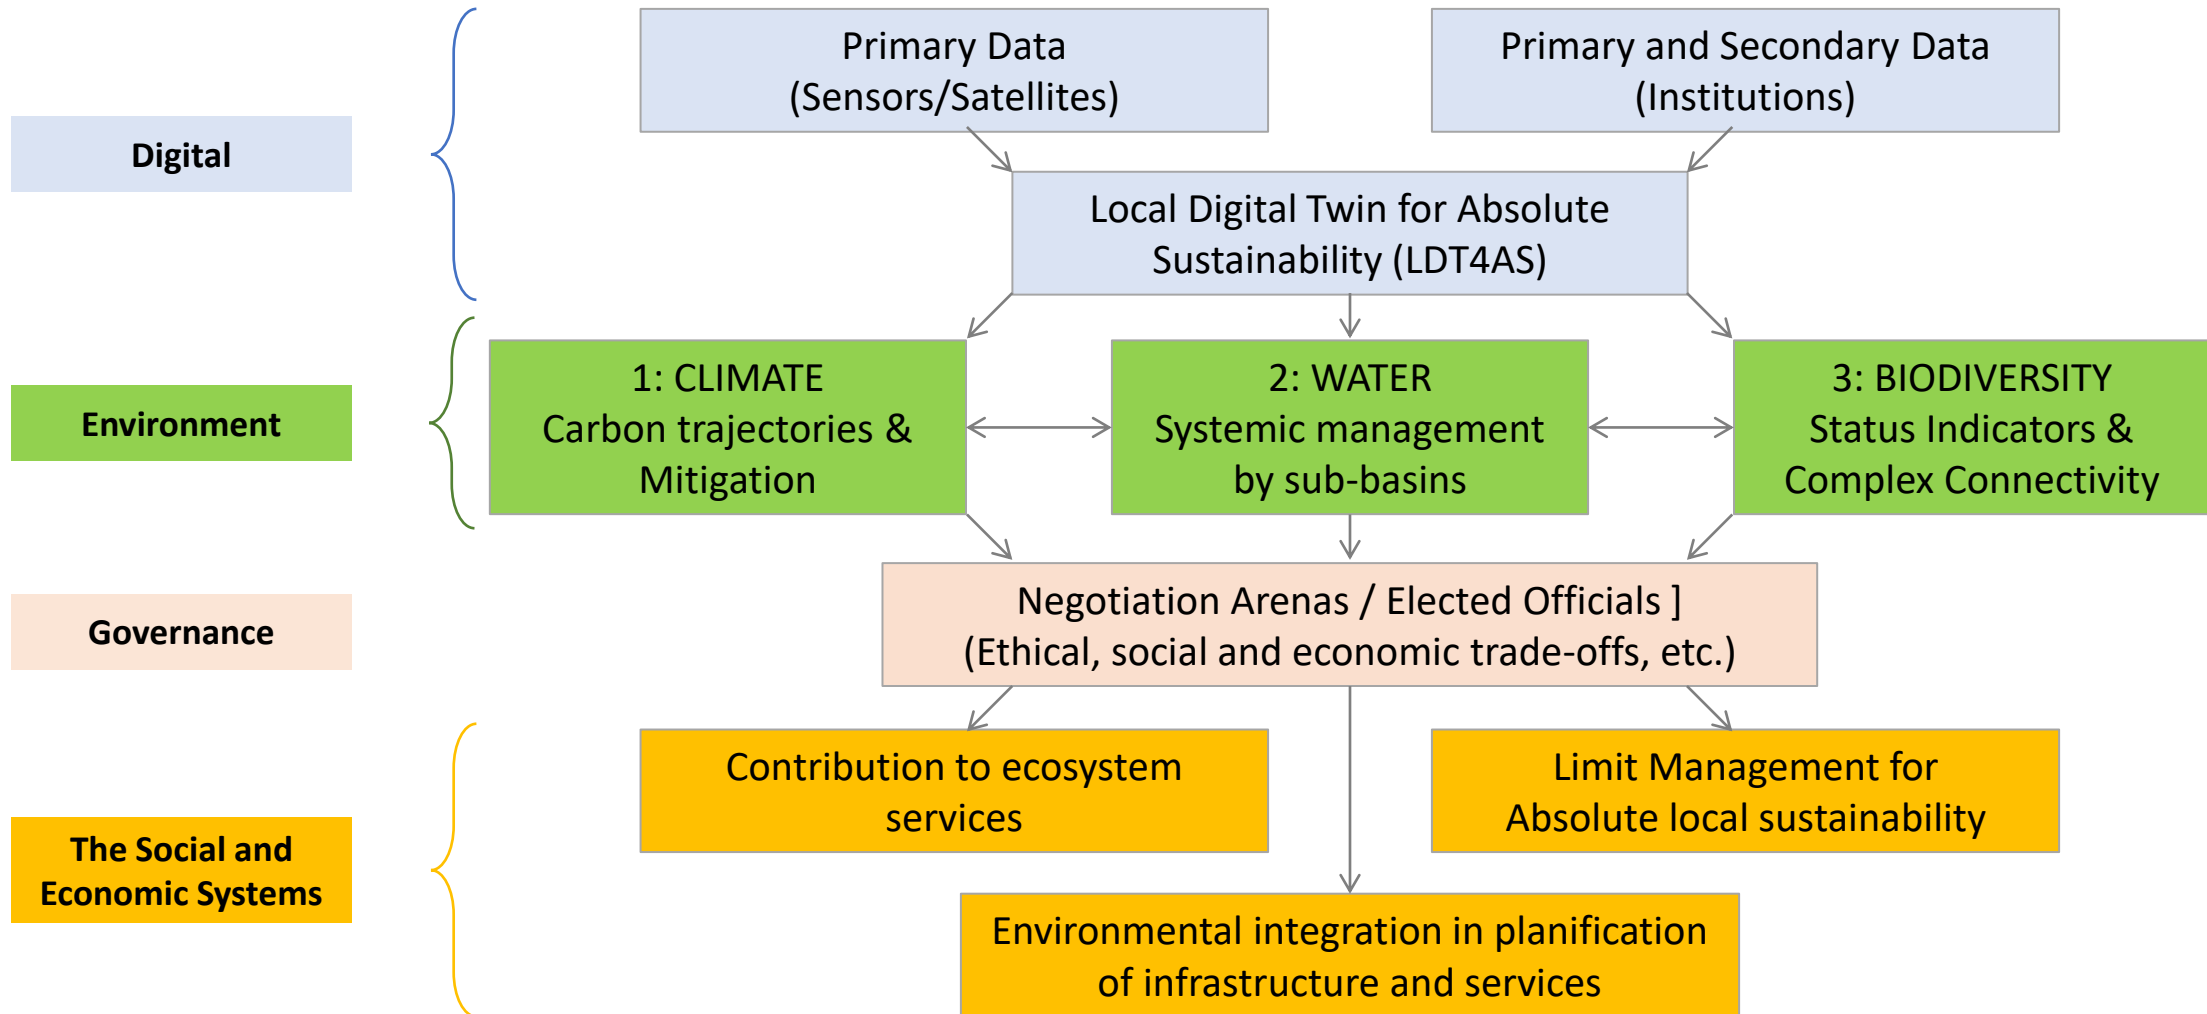 Primary Data
(Sensors/Satellites)
Primary and Secondary Data
(Institutions)
Digital
Local Digital Twin for Absolute
Sustainability (LDT4AS)
Environment
1: CLIMATE
Carbon trajectories &
Mitigation
2: WATER
Systemic management
by sub-basins
3: BIODIVERSITY
Status Indicators &
Complex Connectivity
Governance
Negotiation Arenas / Elected Officials ]
(Ethical, social and economic trade-offs, etc.)
The Social and
Economic Systems
Contribution to ecosystem
services
Limit Management for
Absolute local sustainability
Environmental integration in planification
of infrastructure and services